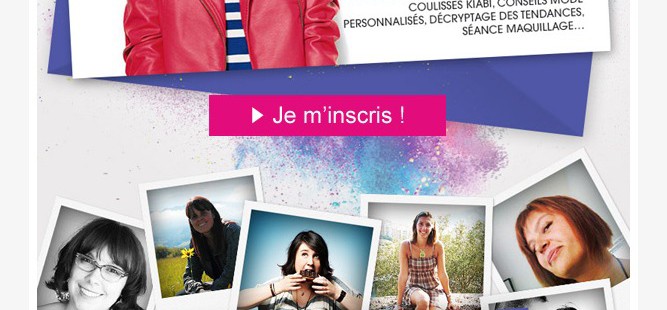 COULISSES KIABI, CONSEILS MODE
PERSONNALISÉS, DÉCRYPTAGE DES TENDANCES,
SÉANCE MAQUILLAGE...
Je m'inscris !